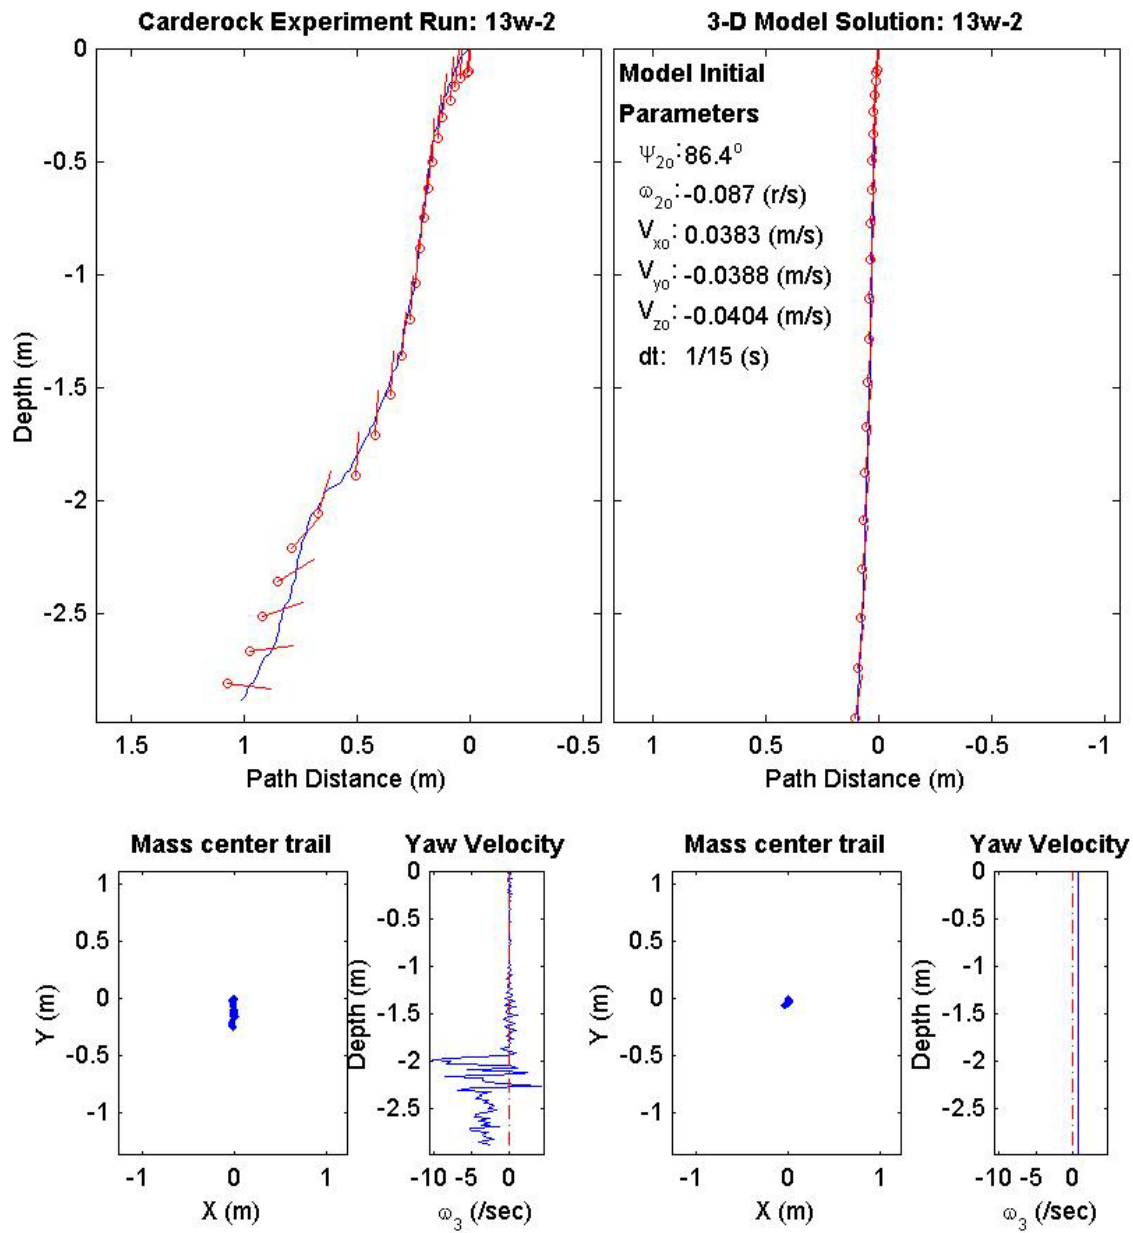 Carderock Experiment Run: 13w-2
0
-0.5
-1
-1.5
-2
-2.5
Depth (m)
1.5 1 0.5 0 -0.5
Path Distance (m)
3-D Model Solution: 13w-2
Model Initial
Parameters
Ψ2o: 86.4o
ω2o: -0.087 (r/s)
Vxo: 0.0383 (m/s)
Vyo: -0.0388 (m/s)
Vzo: -0.0404 (m/s)
dt: 1/15 (s)
1 0.5 0 -0.5 -1
Path Distance (m)
Mass center trail
1
0.5
0
-0.5
-1
Y (m)
-1 0 1
X (m)
Yaw Velocity
0
-0.5
-1
-1.5
-2
-2.5
Depth (m)
-10 -5 0
ω3 (/sec)
Mass center trail
1
0.5
0
-0.5
-1
Y (m)
-1 0 1
X (m)
Yaw Velocity
0
-0.5
-1
-1.5
-2
-2.5
Depth (m)
-10 -5 0
ω3 (/sec)